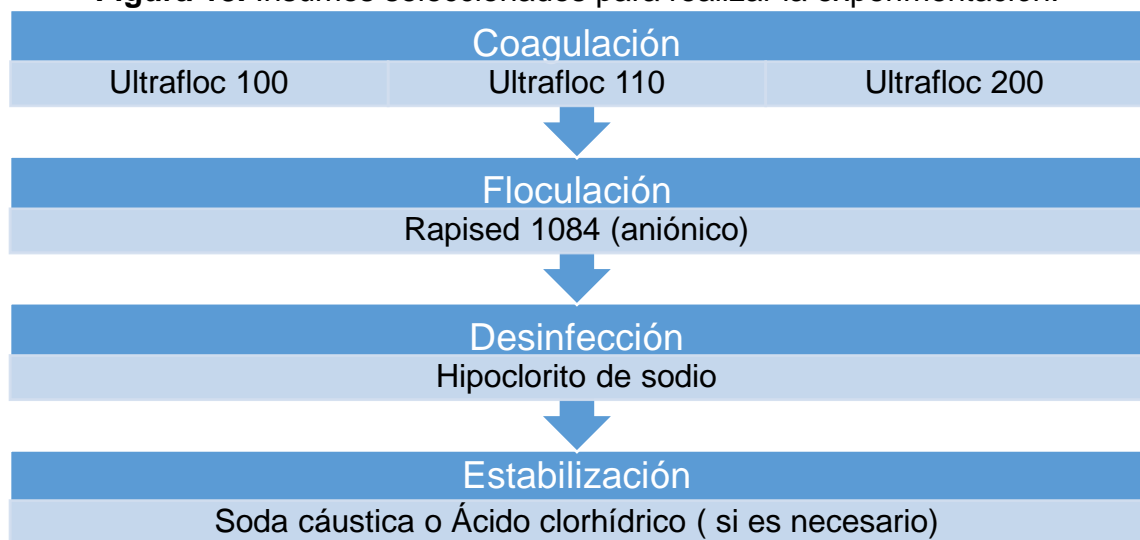 Figura Insumos seleccionados para realizar la experimentación.
Coagulación
Ultrafloc 100 Ultrafloc 110 Ultrafloc 200
Floculación
Rapised 1084 (aniónico)
Desinfección
Hipoclorito de sodio
Estabilización
Soda cáustica o Ácido clorhídrico ( si es necesario)